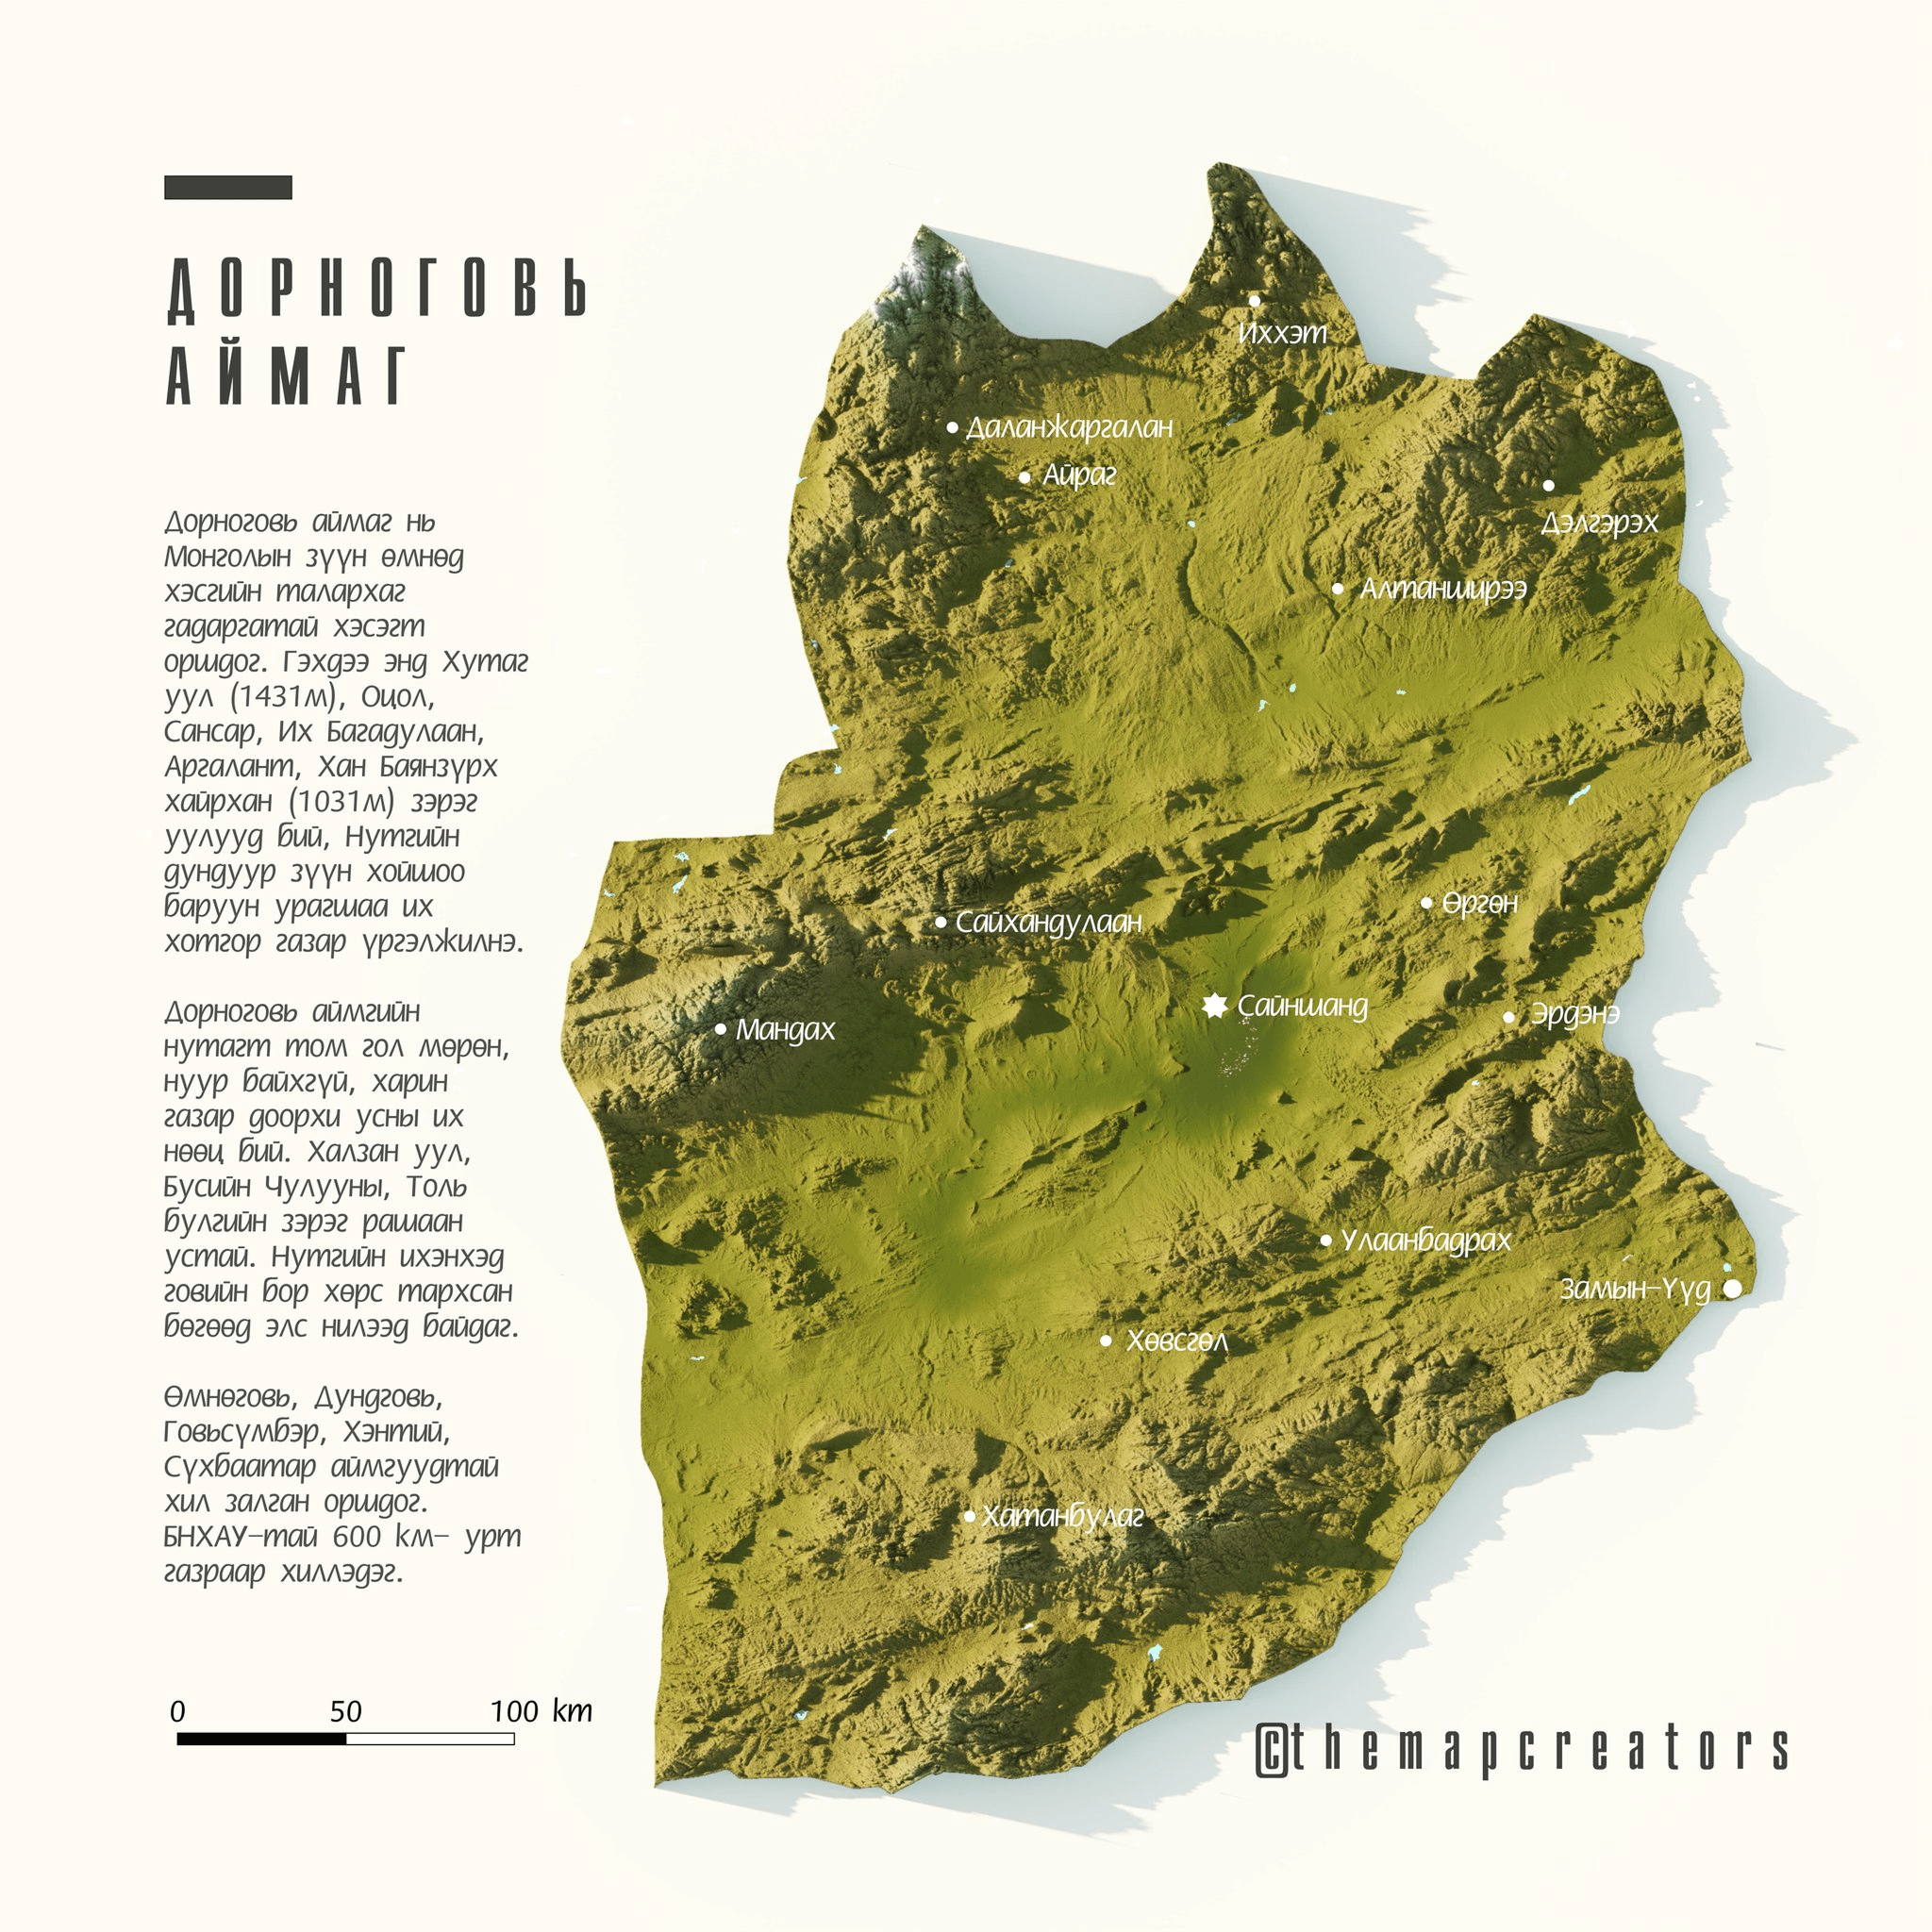 ДОРНОГОВЬ
АЙМАГ
Дорноговь аймаг нь
Монголын зүүн өмнөд
хэсгийн талархаг
гадаргатай хэсэгт
оршдог. Гэхдээ энд Хутаг
уул (1431м), Оцол,
Сансар, Их Багадулаан,
Аргалант, Хан Баянзүрх
хайрхан (1031м) зэрэг
уулууд бий, Нутгийн
дундуур зүүн хойшоо
баруун урагшаа их
хотгор газар үргэлжилнэ.
Дорноговь аймгийн
нутагт том гол мөрөн,
нуур байхгүй, харин
газар доорхи усны их
нөөц бий. Халзан уул,
Бусийн Чулууны, Толь
булгийн зэрэг рашаан
устай. Нутгийн ихэнхэд
говийн бор хөрс тархсан
бөгөөд элс нилээд байдаг.
Өмнөговь, Дундговь,
Говьсүмбэр, Хэнтий,
Сүхбаатар аймгуудтай
хил залган оршдог.
БНХАУ-тай 600 км- урт
газраар хиллэдэг.
0 50 100 km
Иххэт
Даланжаргалан
Айраг
Дэлгэрэх
Алтанширээ
Өргөн
Сайхандулаан
Сайншанд
Эрдэнэ
Мандах
Улаанбадрах
Замын-Үүд
Хөвсгөл
Хатанбулаг
©themapcreators